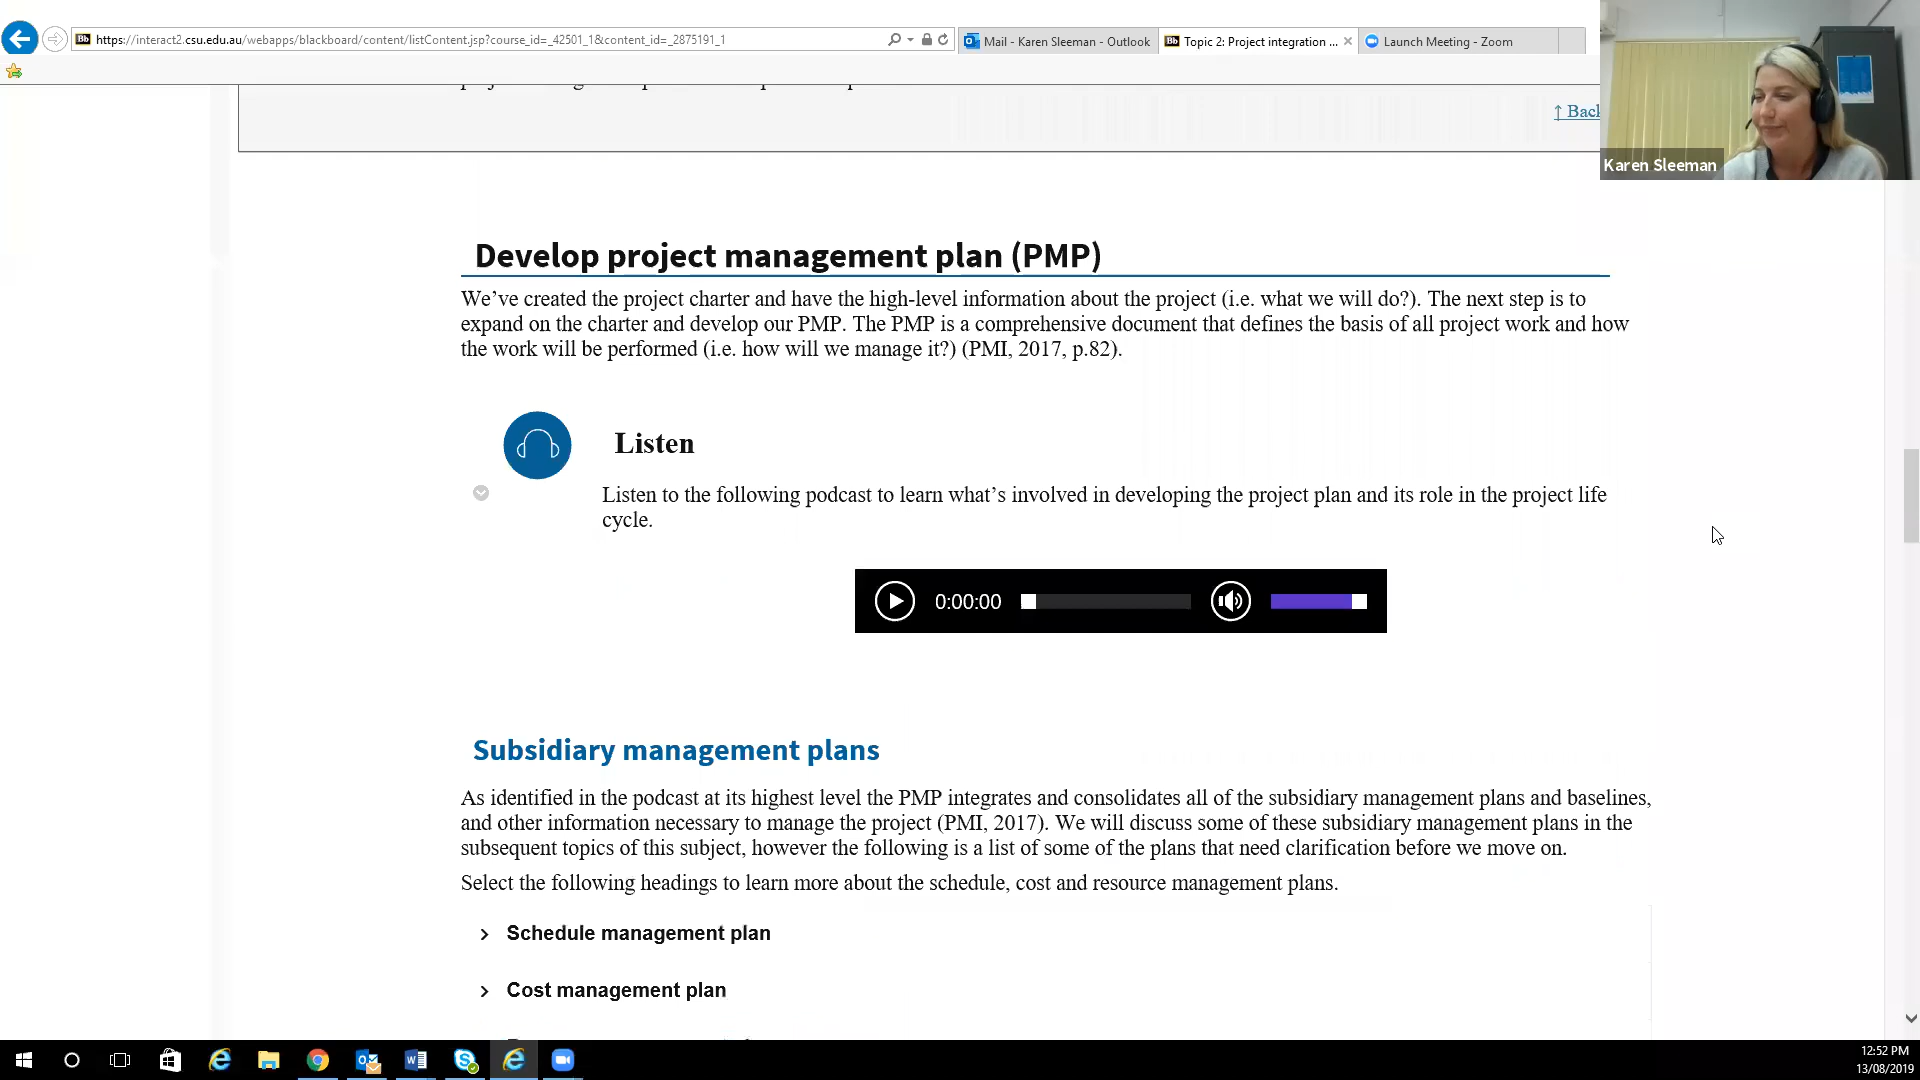 https://interact2.csu.edu.au/webapps/blackboard/content/listContent.jsp?course_id=_42501_1&content_id=_2875191_1
Mail - Karen Sleeman - Outlook
Topic 2: Project integration ...
Launch Meeting - Zoom
↑ Back
Karen Sleeman
Develop project management plan (PMP)
We’ve created the project charter and have the high-level information about the project (i.e. what we will do?). The next step is to
expand on the charter and develop our PMP. The PMP is a comprehensive document that defines the basis of all project work and how
the work will be performed (i.e. how will we manage it?) (PMI, 2017, p.82).
Listen
Listen to the following podcast to learn what’s involved in developing the project plan and its role in the project life
cycle.
0:00:00
Subsidiary management plans
As identified in the podcast at its highest level the PMP integrates and consolidates all of the subsidiary management plans and baselines,
and other information necessary to manage the project (PMI, 2017). We will discuss some of these subsidiary management plans in the
subsequent topics of this subject, however the following is a list of some of the plans that need clarification before we move on.
Select the following headings to learn more about the schedule, cost and resource management plans.
Schedule management plan
Cost management plan
12:52 PM
13/08/2019